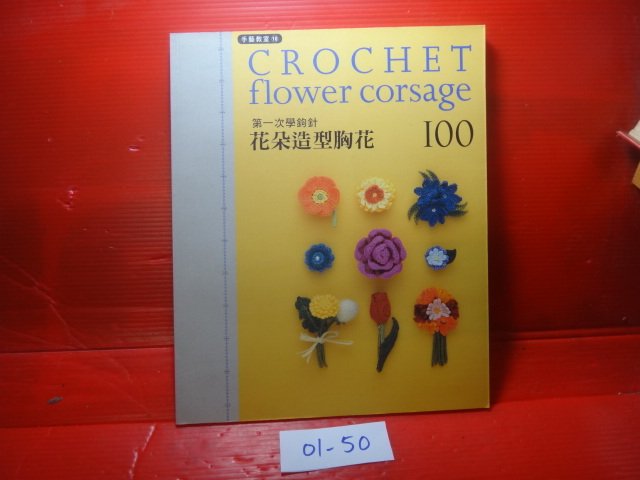 手藝教室 10
CROCHET
flower corsage
第一次學鉤針
花朵造型胸花 100
01-50